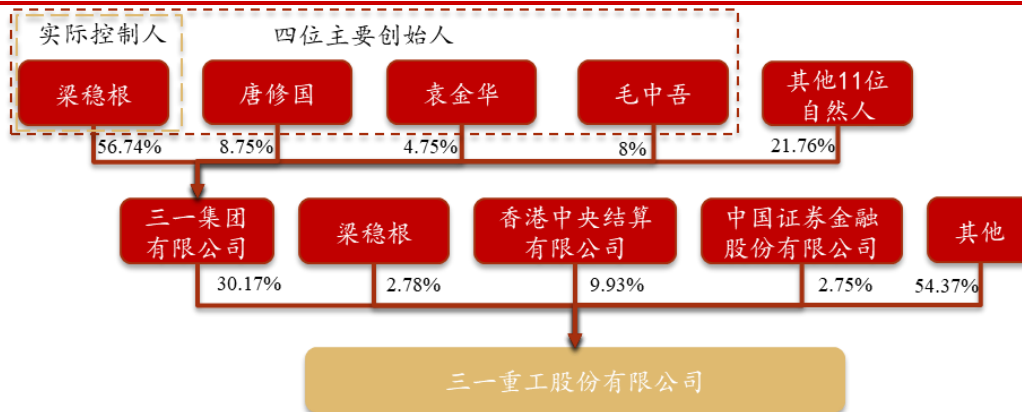 实际控制人
四位主要创始人
梁稳根
唐修国
袁金华
毛中吾
其他11位
自然人
56.74%
8.75%
4.75%
8%
21.76%
三一集团
有限公司
梁稳根
香港中央结算
有限公司
中国证券金融
股份有限公司
其他
30.17%
2.78%
9.93%
2.75%
54.37%
三一重工股份有限公司